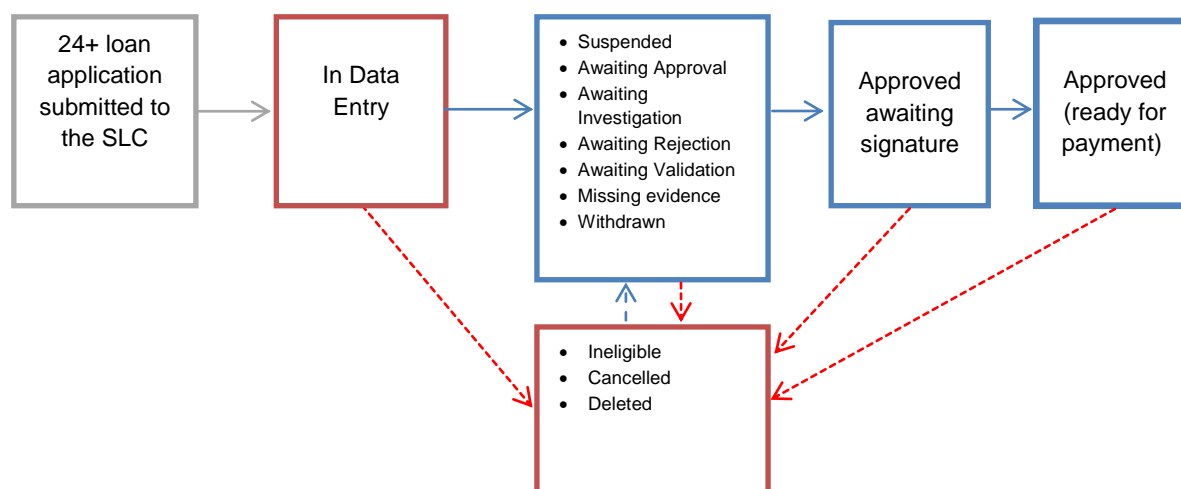 24+ loan
application
submitted to
the SLC
In Data
Entry
• Suspended
• Awaiting Approval
• Awaiting
Investigation
• Awaiting Rejection
• Awaiting Validation
• Missing evidence
• Withdrawn
Approved
awaiting
signature
Approved
(ready for
payment)
• Ineligible
• Cancelled
• Deleted